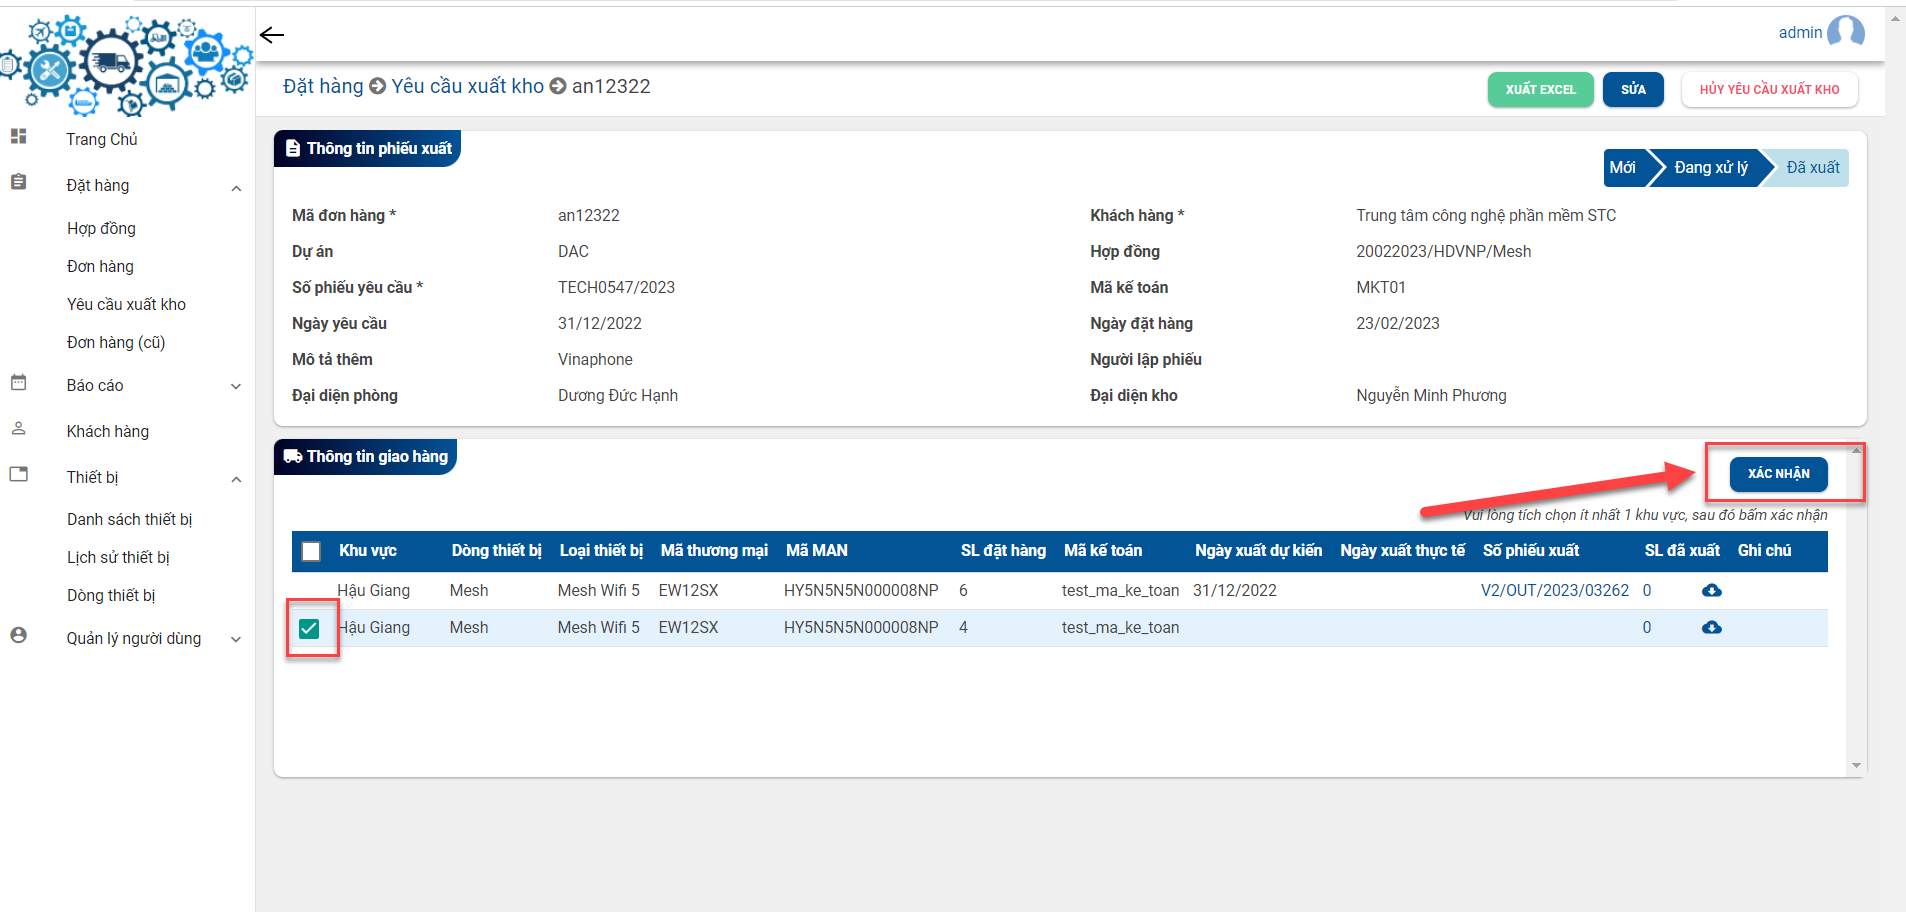 admin
Đặt hàng Yêu cầu xuất kho an12322
XUẤT EXCEL
SỬA
HỦY YÊU CẦU XUẤT KHO
Trang Chủ
Đặt hàng
Hợp đồng
Đơn hàng
Yêu cầu xuất kho
Đơn hàng (cũ)
Báo cáo
Khách hàng
Thiết bị
Danh sách thiết bị
Lịch sử thiết bị
Dòng thiết bị
Quản lý người dùng
Thông tin phiếu xuất
Mới Đang xử lý Đã xuất
Mã đơn hàng * an12322 Khách hàng * Trung tâm công nghệ phần mềm STC
Dự án DAC Hợp đồng 20022023/HDVNP/Mesh
Số phiếu yêu cầu * TECH0547/2023 Mã kế toán MKT01
Ngày yêu cầu 31/12/2022 Ngày đặt hàng 23/02/2023
Mô tả thêm Vinaphone Người lập phiếu
Đại diện phòng Dương Đức Hạnh Đại diện kho Nguyễn Minh Phương
Thông tin giao hàng
XÁC NHẬN
Vui lòng tích chọn ít nhất 1 khu vực, sau đó bấm xác nhận
Khu vực Dòng thiết bị Loại thiết bị Mã thương mại Mã MAN SL đặt hàng Mã kế toán Ngày xuất dự kiến Ngày xuất thực tế Số phiếu xuất SL đã xuất Ghi chú
Hậu Giang Mesh Mesh Wifi 5 EW12SX HY5N5N5N000008NP 6 test_ma_ke_toan 31/12/2022 V2/OUT/2023/03262 0
Hậu Giang Mesh Mesh Wifi 5 EW12SX HY5N5N5N000008NP 4 test_ma_ke_toan 0